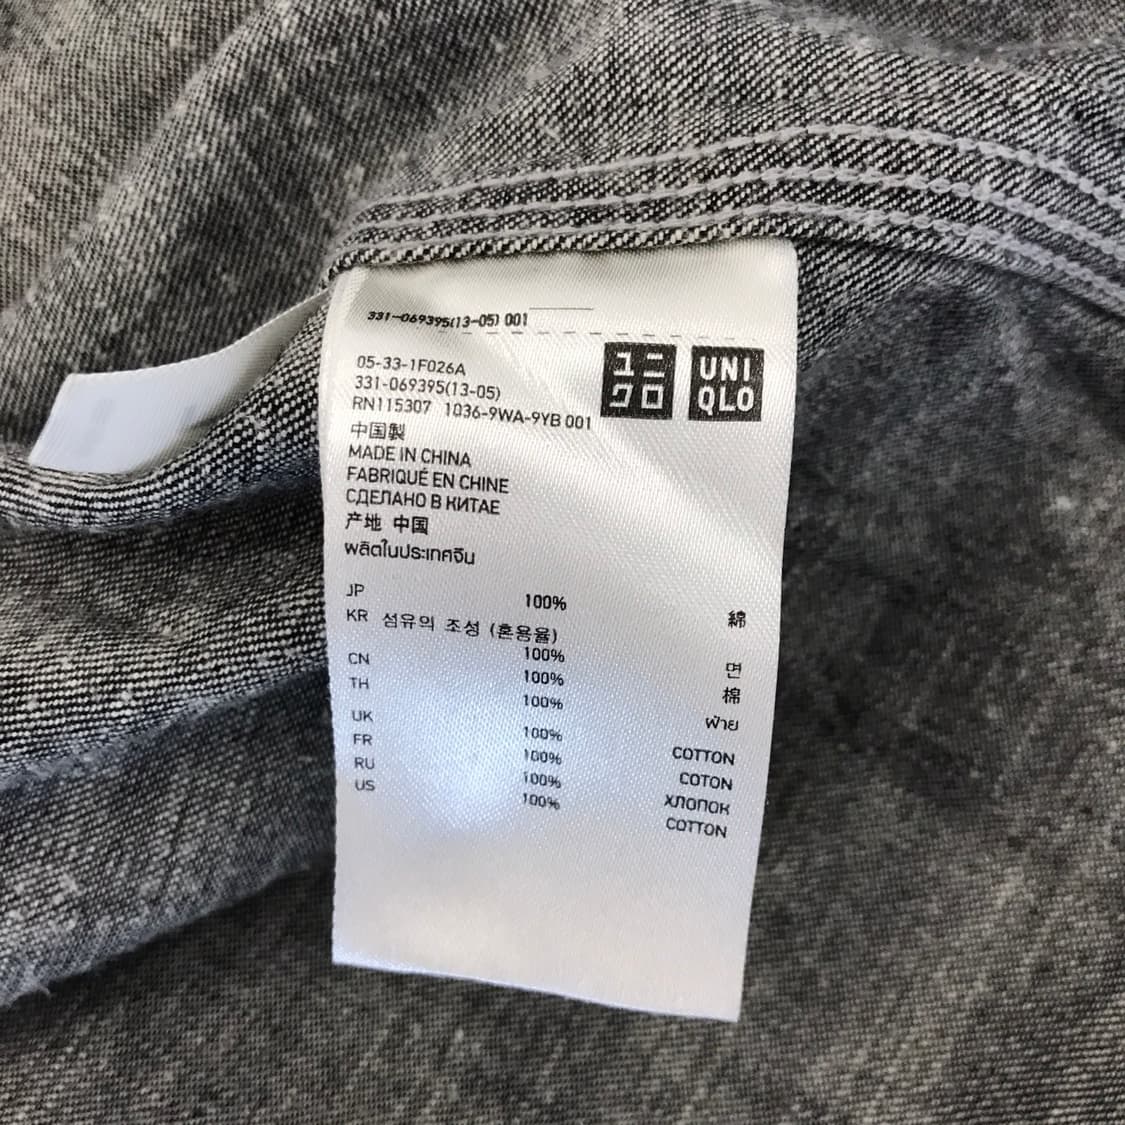 331-069395(13-05) 001
ユニ
クロ
UNI
QLO
05-33-1F026A
331-069395(13-05)
RN115307 1036-9WA-9YB 001
中国製
MADE IN CHINA
FABRIQUÉ EN CHINE
СДЕЛАНО В КИТАЕ
产地 中国
ผลิตในประเทศจีน
JP 100% 綿
KR 섬유의 조성 (혼용율)
100% 면
CN 100% 棉
TH 100% ฝ้าย
UK 100% COTTON
FR 100% COTON
RU 100% ХЛОПОК
US 100% COTTON